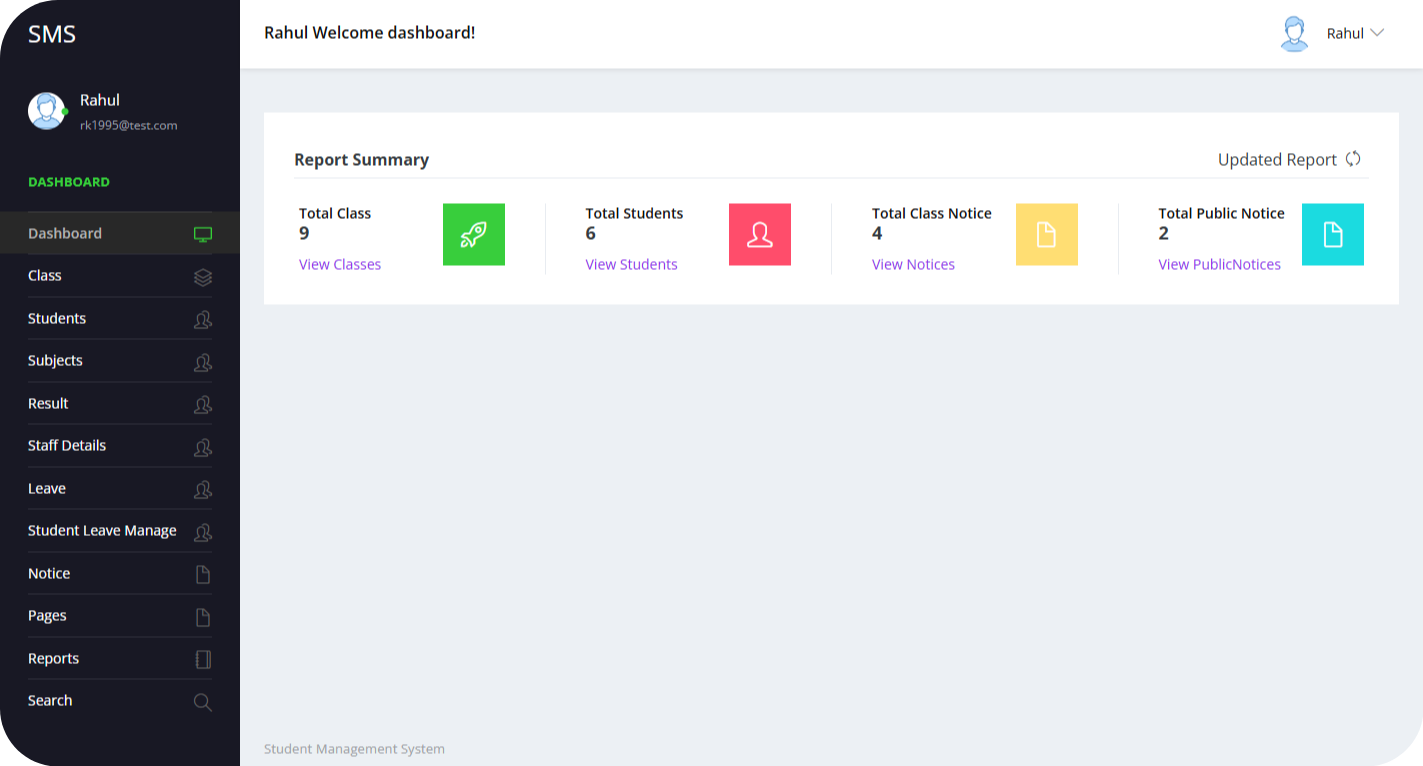 SMS
Rahul
rk1995@test.com
DASHBOARD
Dashboard
Class
Students
Subjects
Result
Staff Details
Leave
Student Leave Manage
Notice
Pages
Reports
Search
Rahul Welcome dashboard!
Rahul
Report Summary
Updated Report
Total Class
9
View Classes
Total Students
6
View Students
Total Class Notice
4
View Notices
Total Public Notice
2
View PublicNotices
Student Management System